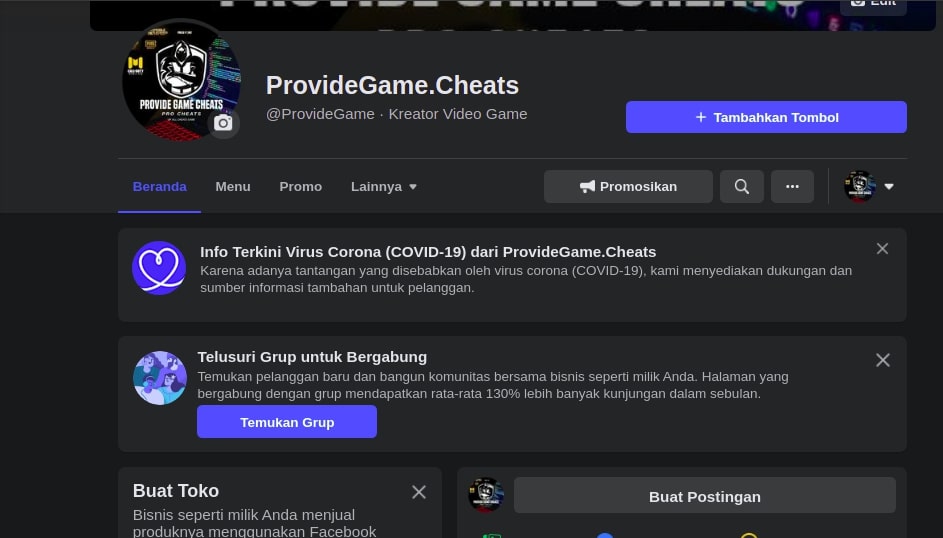 Edit
PROVIDE GAME CHEATS
PRO CHEATS
ProvideGame.Cheats
@ProvideGame · Kreator Video Game
+ Tambahkan Tombol
Beranda
Menu
Promo
Lainnya
Promosikan
Info Terkini Virus Corona (COVID-19) dari ProvideGame.Cheats
Karena adanya tantangan yang disebabkan oleh virus corona (COVID-19), kami menyediakan dukungan dan
sumber informasi tambahan untuk pelanggan.
Telusuri Grup untuk Bergabung
Temukan pelanggan baru dan bangun komunitas bersama bisnis seperti milik Anda. Halaman yang
bergabung dengan grup mendapatkan rata-rata 130% lebih banyak kunjungan dalam sebulan.
Temukan Grup
Buat Toko
Bisnis seperti milik Anda menjual
produknya menggunakan Facebook
Buat Postingan